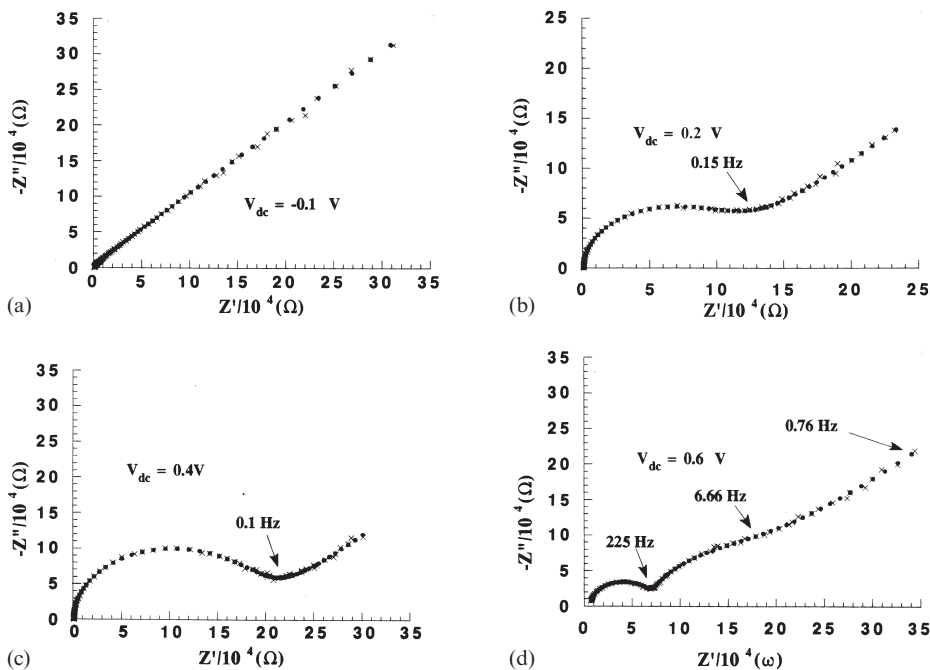 35
30
25
20
15
10
5
0
-Z''/10 4 (Ω)
V dc = -0.1 V
0 5 10 15 20 25 30 35
Z'/10 4 (Ω)
(a)
25
20
15
10
5
0
-Z''/10 4 (Ω)
V dc = 0.2 V
0.15 Hz
0 5 10 15 20 25
Z'/10 4 (Ω)
(b)
35
30
25
20
15
10
5
0
-Z''/10 4 (Ω)
V dc = 0.4V
0.1 Hz
0 5 10 15 20 25 30 35
Z'/10 4 (Ω)
(c)
35
30
25
20
15
10
5
0
-Z''/10 4 (Ω)
0.76 Hz
V dc = 0.6 V
6.66 Hz
225 Hz
0 5 10 15 20 25 30 35
Z'/10 4 (ω)
(d)